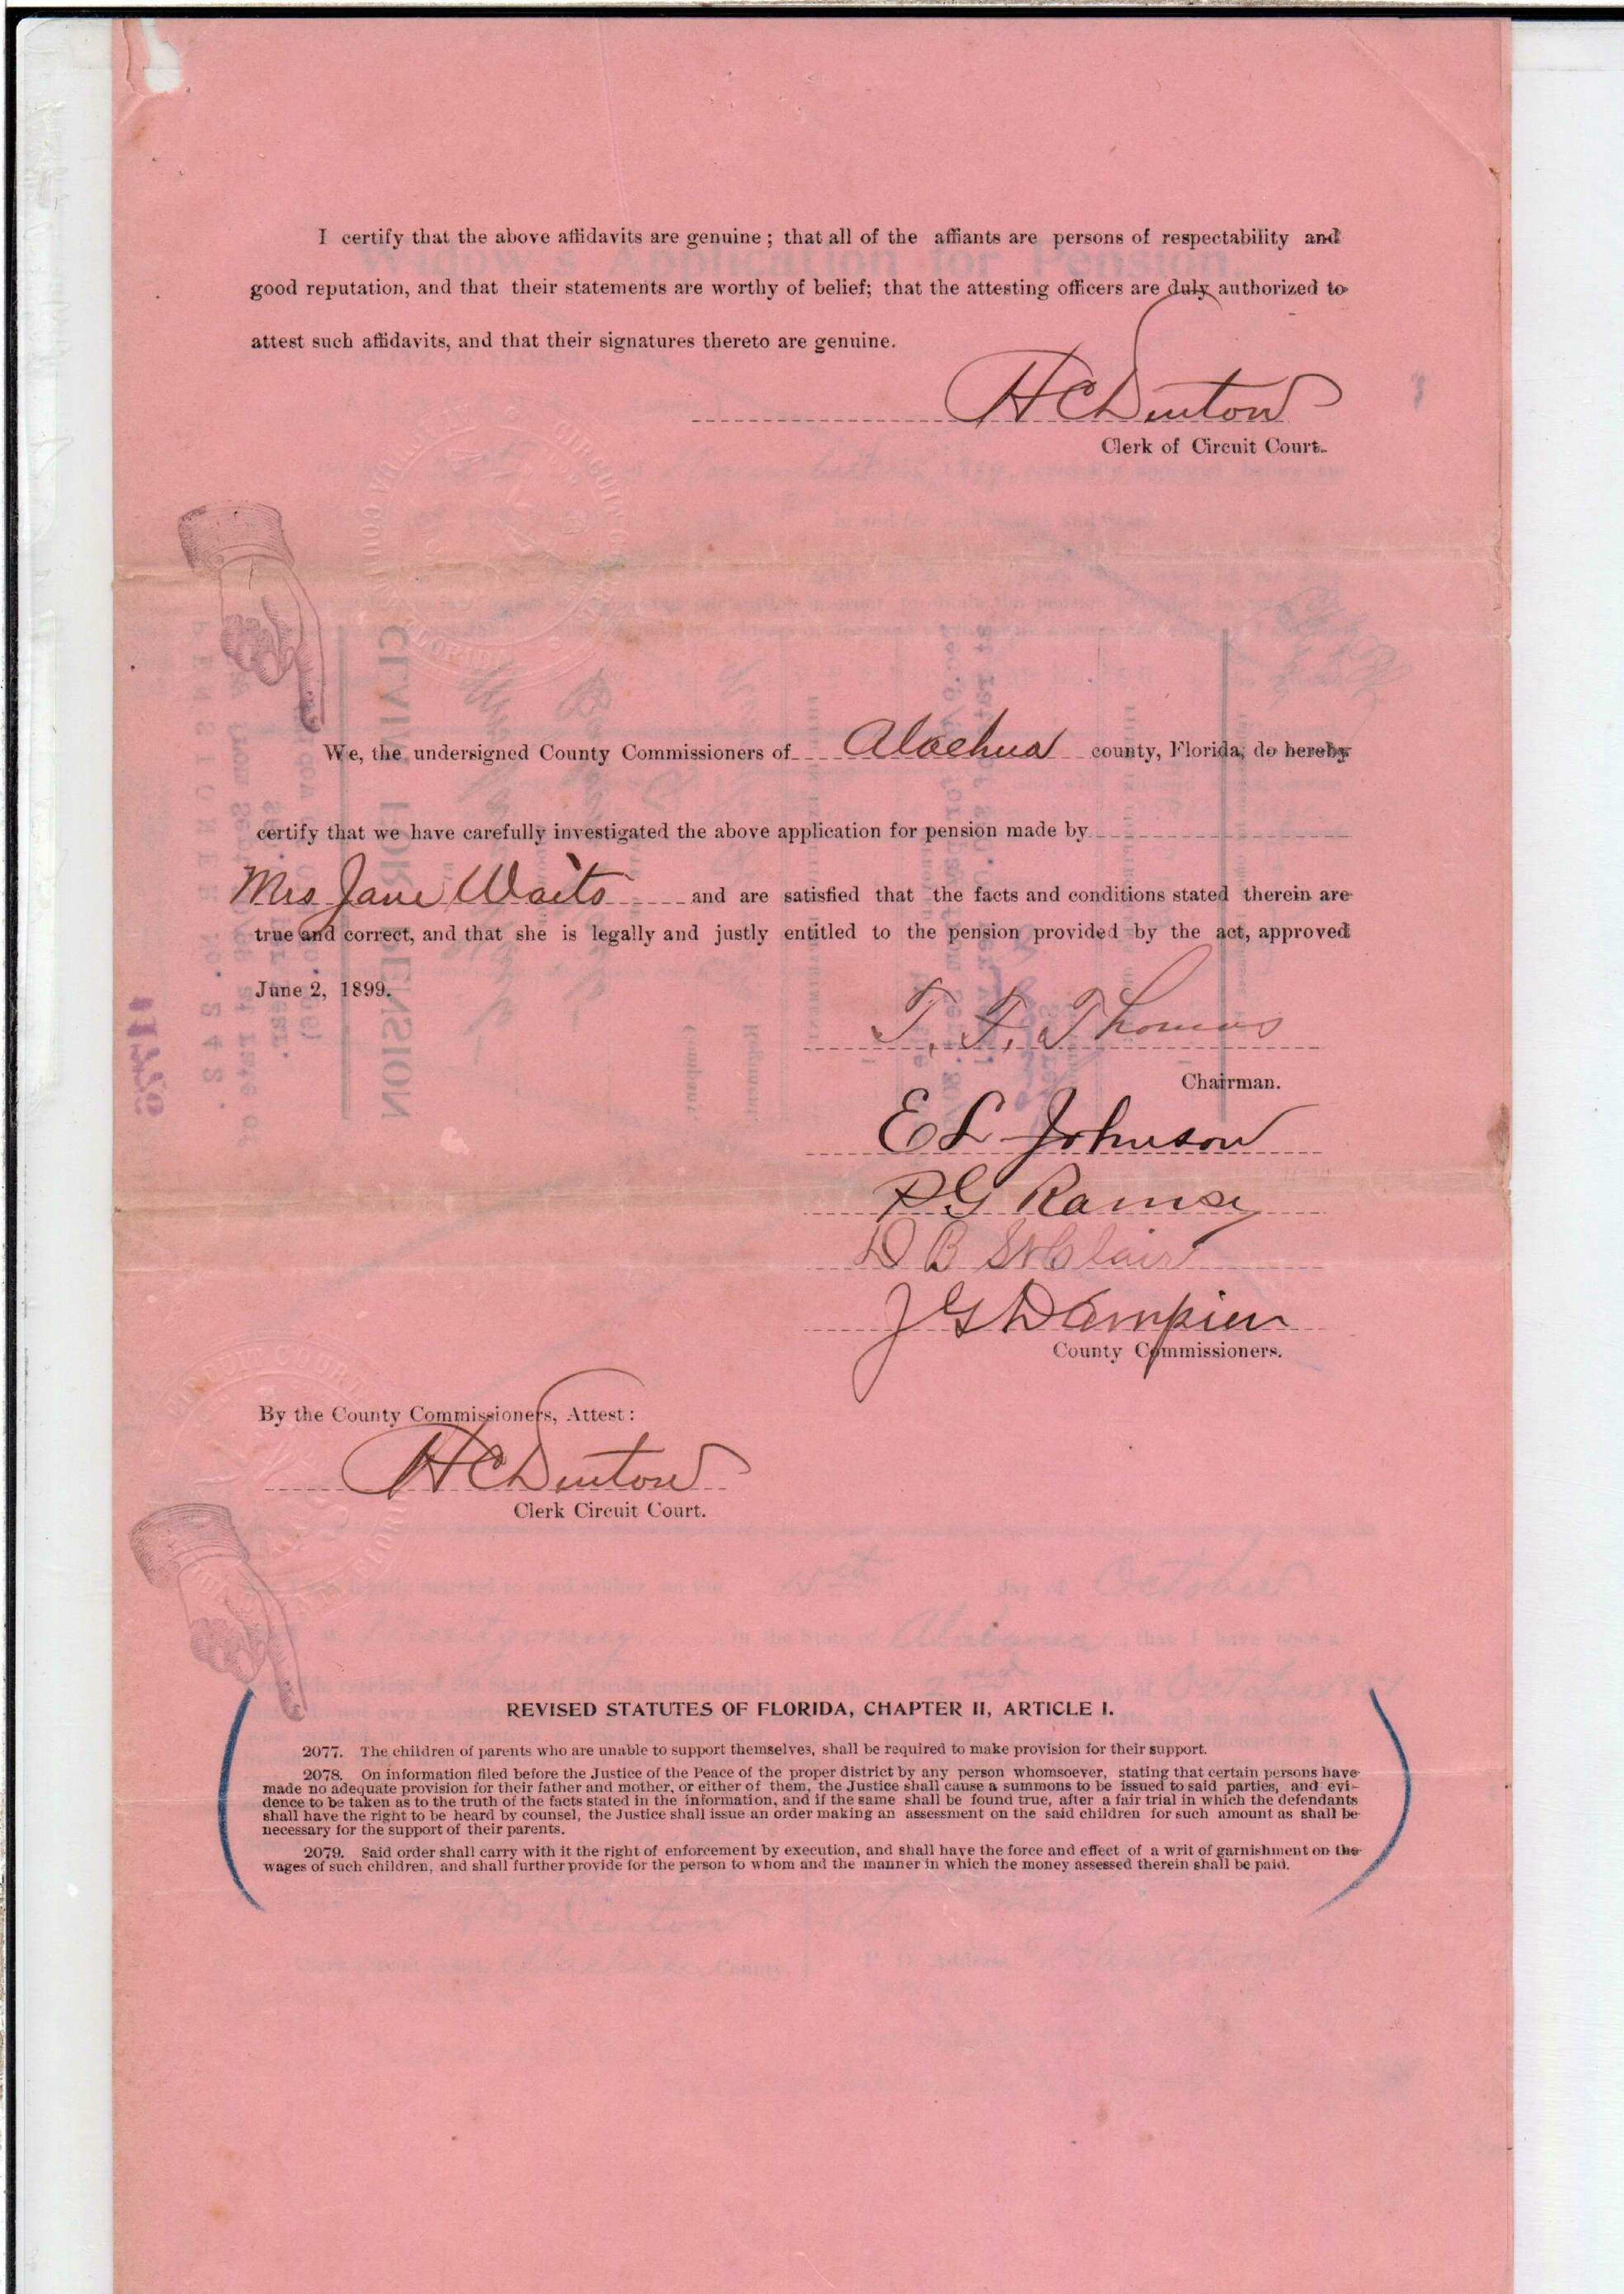 I certify that the above affidavits are genuine; that all of the affiants are persons of respectability and
good reputation, and that their statements are worthy of belief; that the attesting officers are duly authorized to
attest such affidavits, and that their signatures thereto are genuine.
H C Denton
Clerk of Circuit Court.
We, the undersigned County Commissioners of Alachua county, Florida, do hereby
certify that we have carefully investigated the above application for pension made by
Mrs Jane Waits and are satisfied that the facts and conditions stated therein are
true and correct, and that she is legally and justly entitled to the pension provided by the act, approved
June 2, 1899.
T. F. Thomas
Chairman.
E L Johnson
P G Ramsey
D B St Clair
J G Dampier
County Commissioners.
By the County Commissioners, Attest:
H C Denton
Clerk Circuit Court.
REVISED STATUTES OF FLORIDA, CHAPTER II, ARTICLE I.
2077. The children of parents who are unable to support themselves, shall be required to make provision for their support.
2078. On information filed before the Justice of the Peace of the proper district by any person whomsoever, stating that certain persons have
made no adequate provision for their father and mother, or either of them, the Justice shall cause a summons to be issued to said parties, and evi-
dence to be taken as to the truth of the facts stated in the information, and if the same shall be found true, after a fair trial in which the defendants
shall have the right to be heard by counsel, the Justice shall issue an order making an assessment on the said children for such amount as shall be
necessary for the support of their parents.
2079. Said order shall carry with it the right of enforcement by execution, and shall have the force and effect of a writ of garnishment on the
wages of such children, and shall further provide for the person to whom and the manner in which the money assessed therein shall be paid.